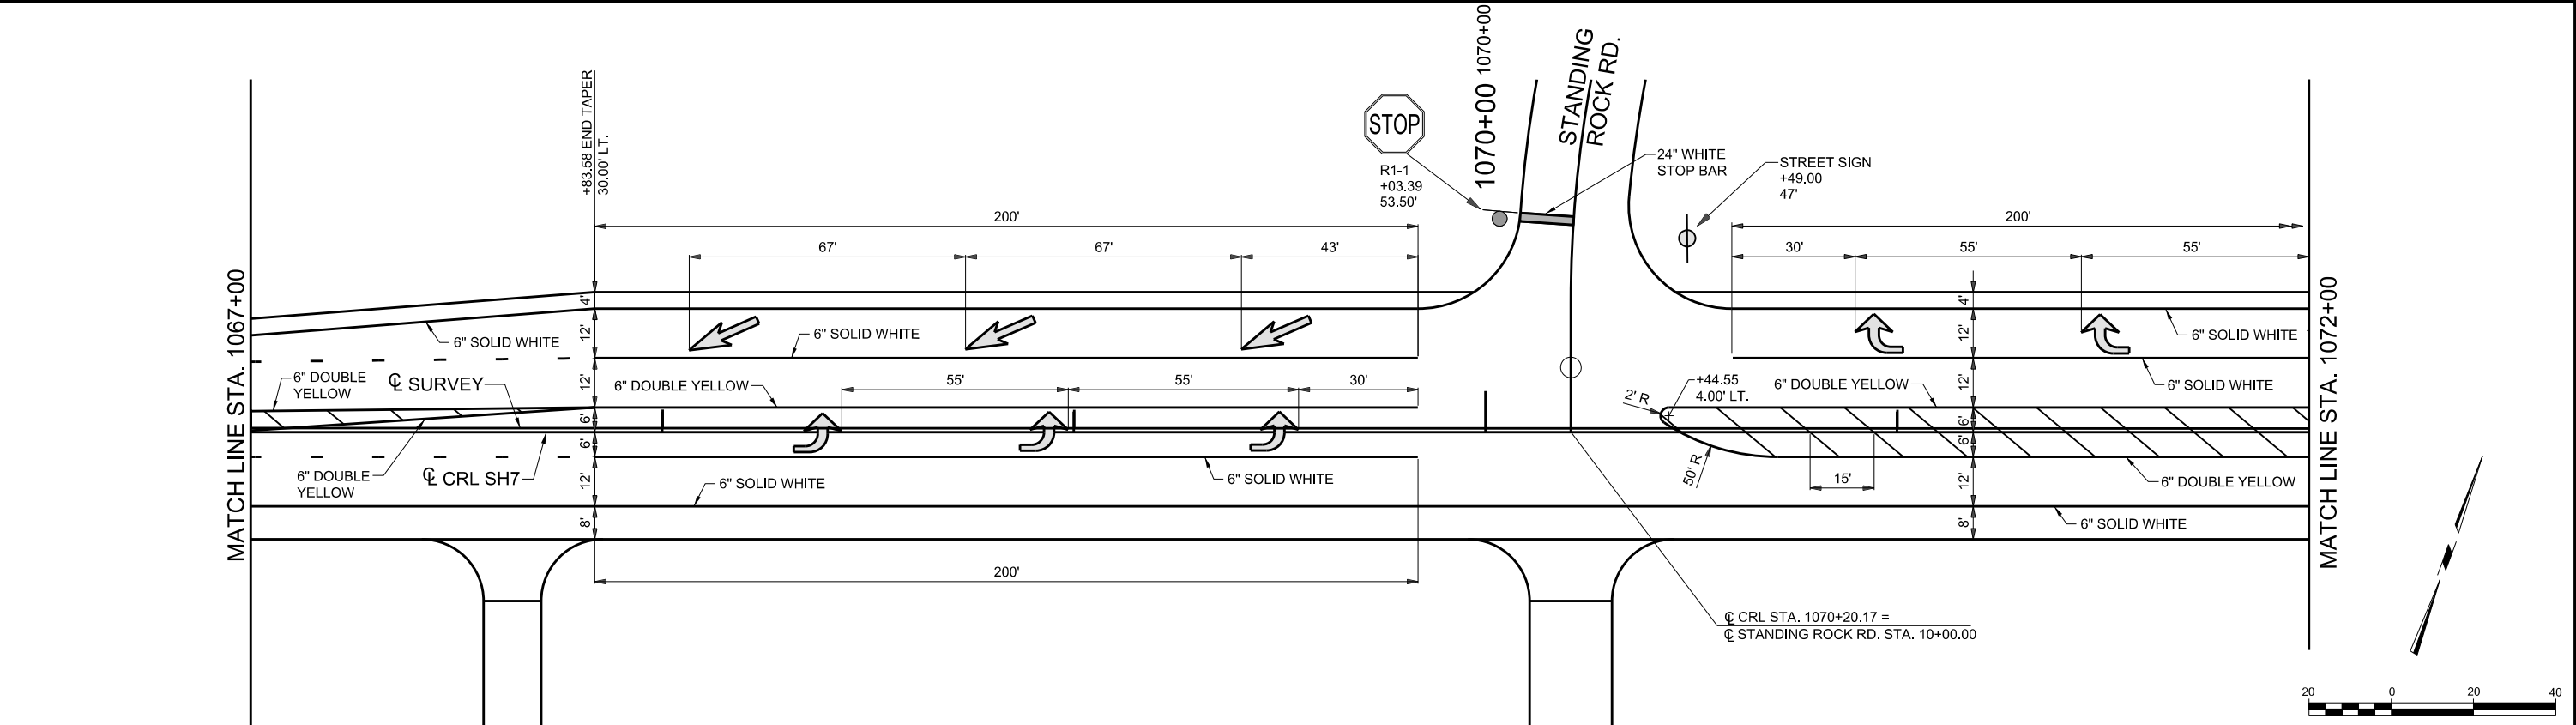 MATCH LINE STA. 1067+00
+83.58 END TAPER
30.00' LT.
STOP
R1-1
+03.39
53.50'
1070+00
1070+00
STANDING
ROCK RD.
24" WHITE
STOP BAR
STREET SIGN
+49.00
47'
200'
67'
67'
43'
200'
30'
55'
55'
4'
12'
12'
6'
6'
12'
8'
6" SOLID WHITE
6" SOLID WHITE
6" DOUBLE
YELLOW
℄ SURVEY
6" DOUBLE YELLOW
55'
55'
30'
6" DOUBLE
YELLOW
℄ CRL SH7
6" SOLID WHITE
6" SOLID WHITE
200'
2' R
+44.55
4.00' LT.
50' R
15'
6" DOUBLE YELLOW
4'
12'
12'
6'
6'
12'
8'
6" SOLID WHITE
6" SOLID WHITE
6" DOUBLE YELLOW
6" SOLID WHITE
℄ CRL STA. 1070+20.17 =
℄ STANDING ROCK RD. STA. 10+00.00
MATCH LINE STA. 1072+00
20 0 20 40